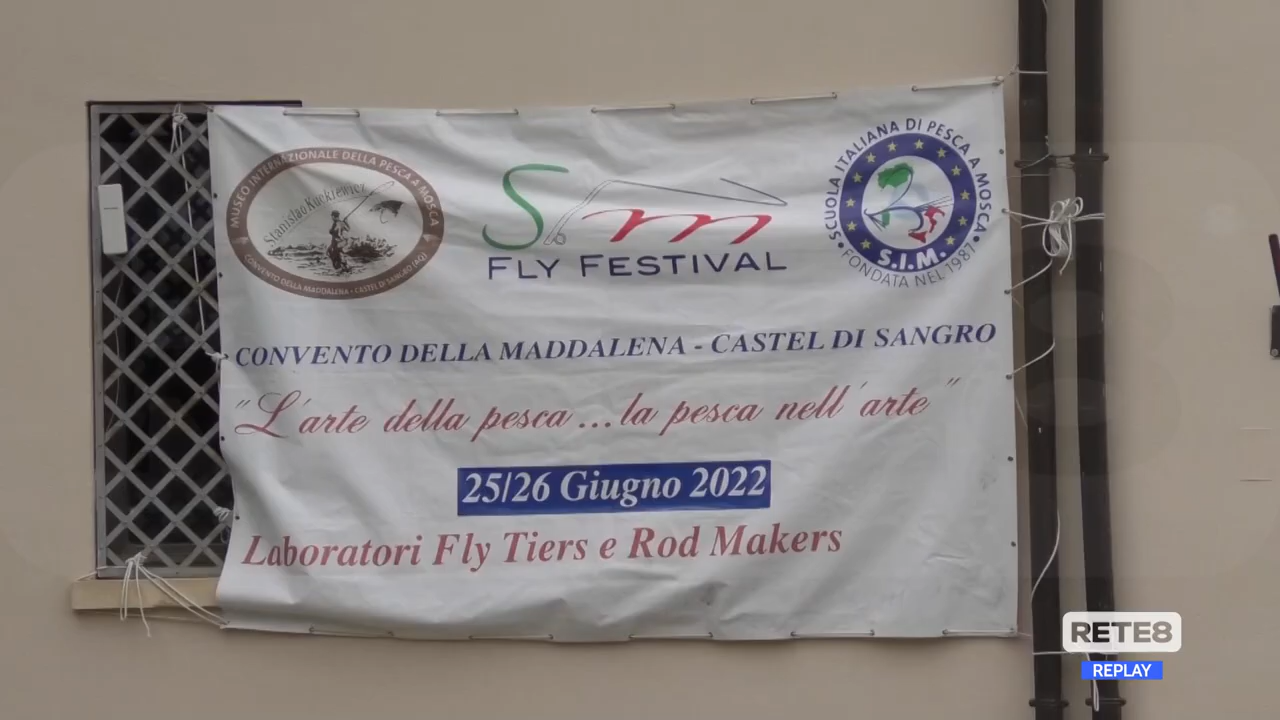 MUSEO INTERNAZIONALE DELLA PESCA A MOSCA
Stanislao Kuckiewicz
CONVENTO DELLA MADDALENA - CASTEL DI SANGRO (AQ)
Sim
FLY FESTIVAL
SCUOLA ITALIANA DI PESCA A MOSCA
S.I.M.
FONDATA NEL 1987
CONVENTO DELLA MADDALENA - CASTEL DI SANGRO
"L'arte della pesca...la pesca nell'arte"
25/26 Giugno 2022
Laboratori Fly Tiers e Rod Makers
RETE8
REPLAY